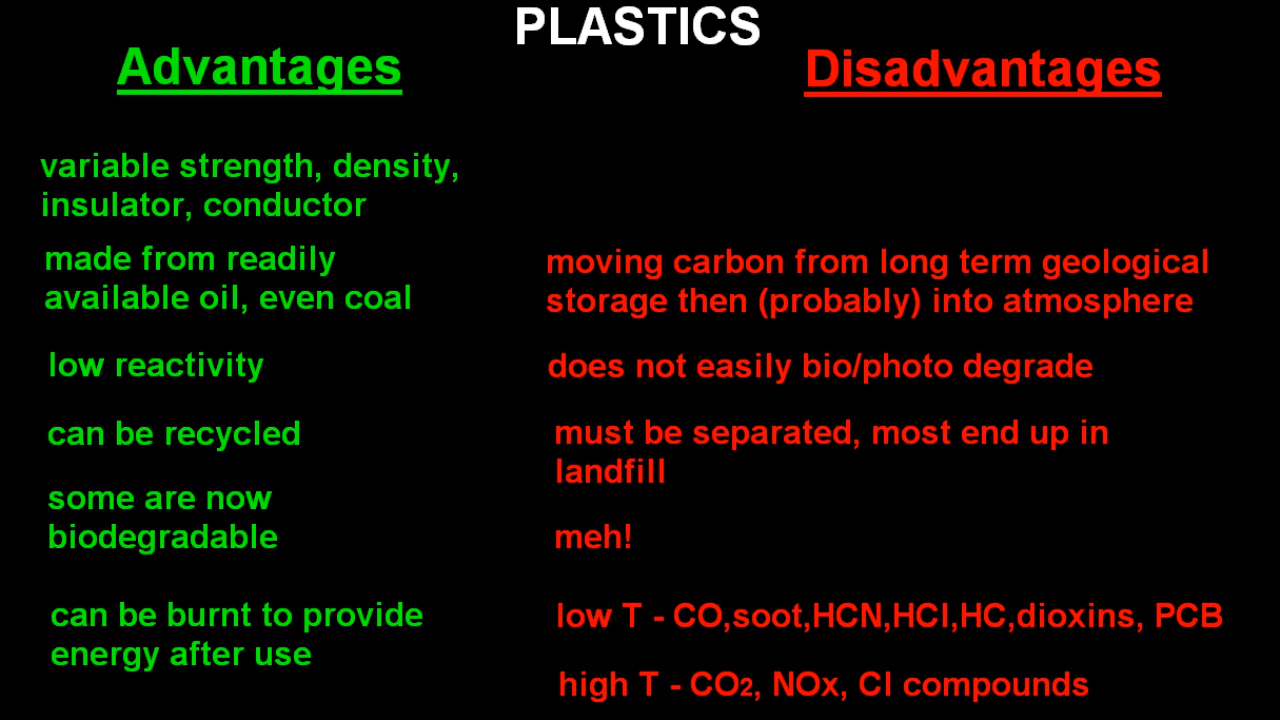 PLASTICS
Advantages
Disadvantages
variable strength, density,
insulator, conductor
made from readily
available oil, even coal
moving carbon from long term geological
storage then (probably) into atmosphere
low reactivity
does not easily bio/photo degrade
can be recycled
must be separated, most end up in
landfill
some are now
biodegradable
meh!
can be burnt to provide
energy after use
low T - CO,soot,HCN,HCl,HC,dioxins, PCB
high T - CO₂, NOx, Cl compounds